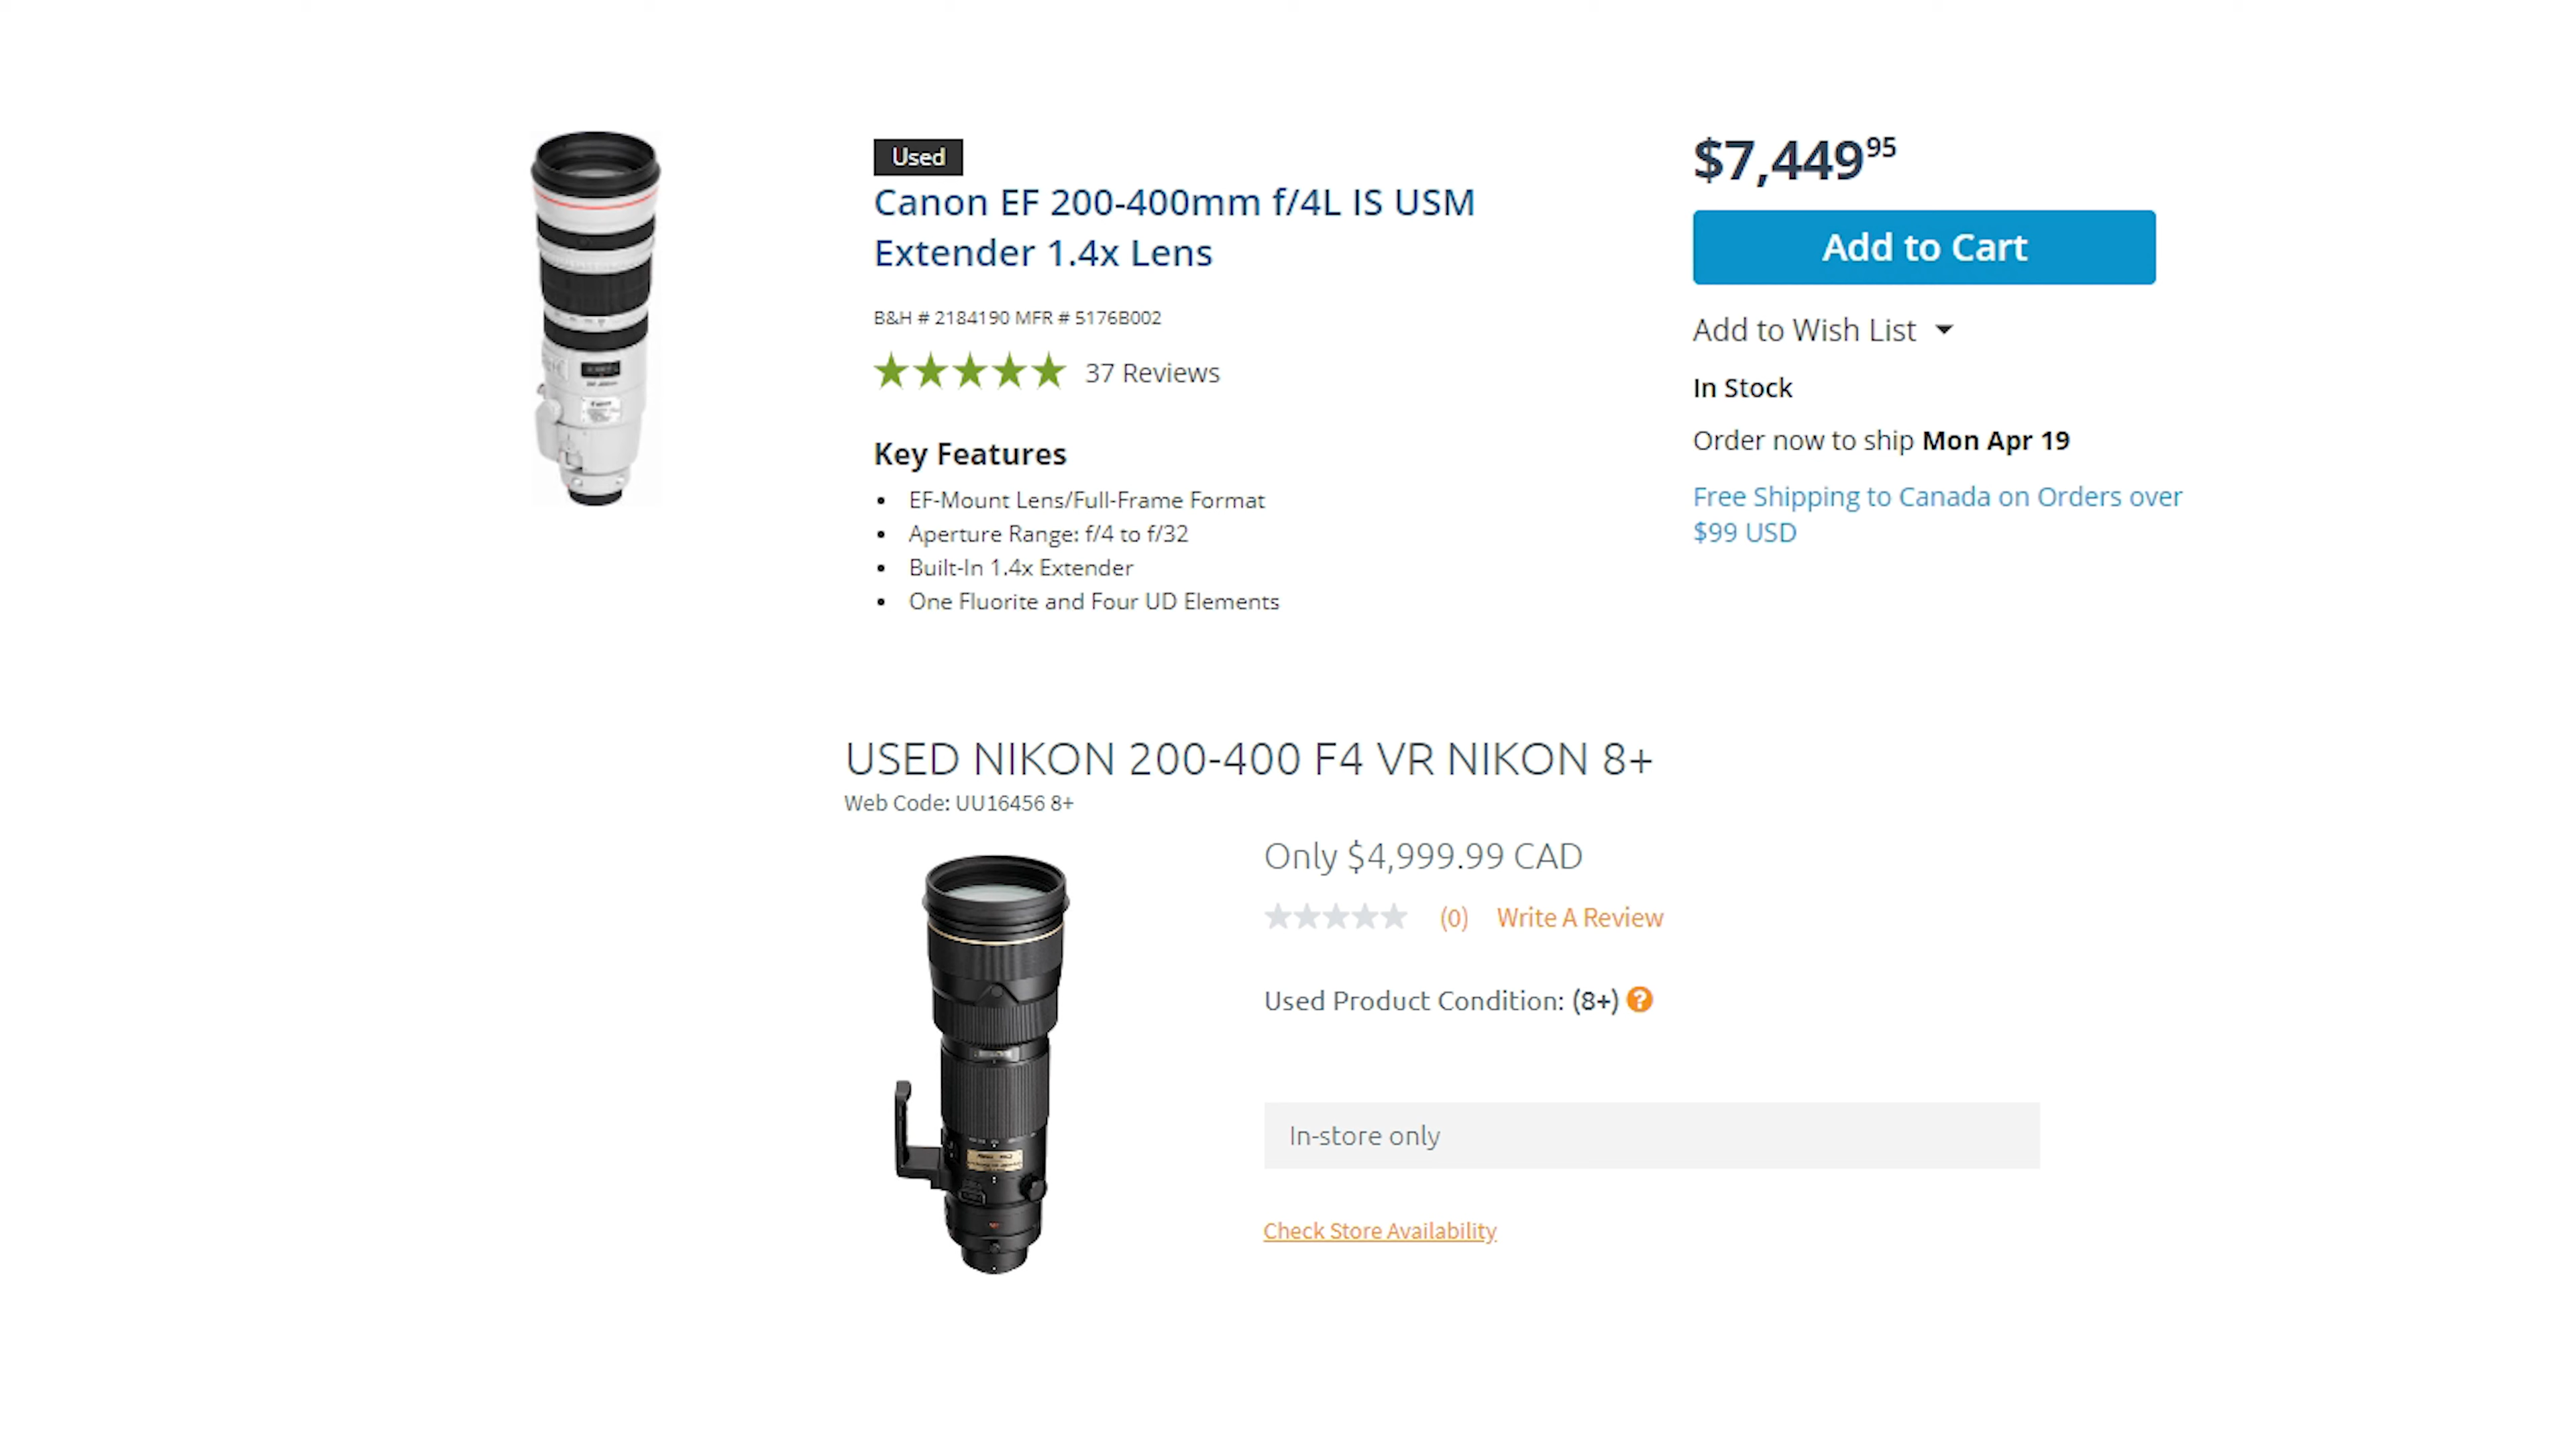 Used
Canon EF 200-400mm f/4L IS USM
Extender 1.4x Lens
B&H # 2184190 MFR # 5176B002
37 Reviews
Key Features
• EF-Mount Lens/Full-Frame Format
• Aperture Range: f/4 to f/32
• Built-In 1.4x Extender
• One Fluorite and Four UD Elements
$7,449 95
Add to Cart
Add to Wish List
In Stock
Order now to ship Mon Apr 19
Free Shipping to Canada on Orders over
$99 USD
USED NIKON 200-400 F4 VR NIKON 8+
Web Code: UU16456 8+
Only $4,999.99 CAD
(0) Write A Review
Used Product Condition: (8+) ?
In-store only
Check Store Availability